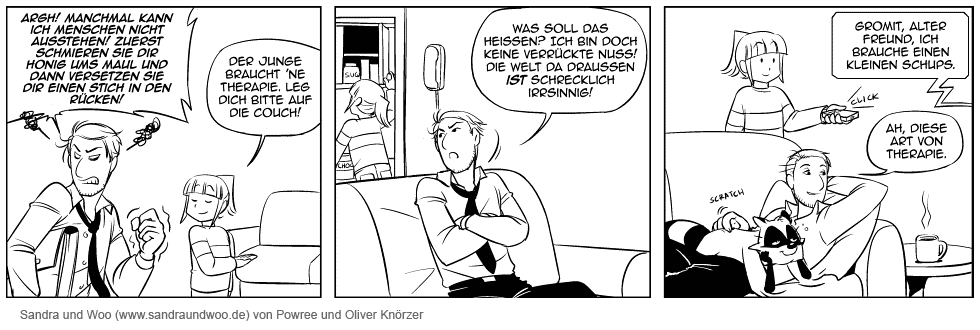 ARGH! MANCHMAL KANN
ICH MENSCHEN NICHT
AUSSTEHEN! ZUERST
SCHMIEREN SIE DIR
HONIG UMS MAUL UND
DANN VERSETZEN SIE
DIR EINEN STICH IN DEN
RÜCKEN!
DER JUNGE
BRAUCHT 'NE
THERAPIE. LEG
DICH BITTE AUF
DIE COUCH!
WAS SOLL DAS
HEISSEN? ICH BIN DOCH
KEINE VERRÜCKTE NUSS!
DIE WELT DA DRAUSSEN
IST SCHRECKLICH
IRRSINNIG!
SUG
CHOC
GROMIT, ALTER
FREUND, ICH
BRAUCHE EINEN
KLEINEN SCHUPS.
CLICK
AH, DIESE
ART VON
THERAPIE.
SCRATCH
Sandra und Woo (www.sandraundwoo.de) von Powree und Oliver Knörzer